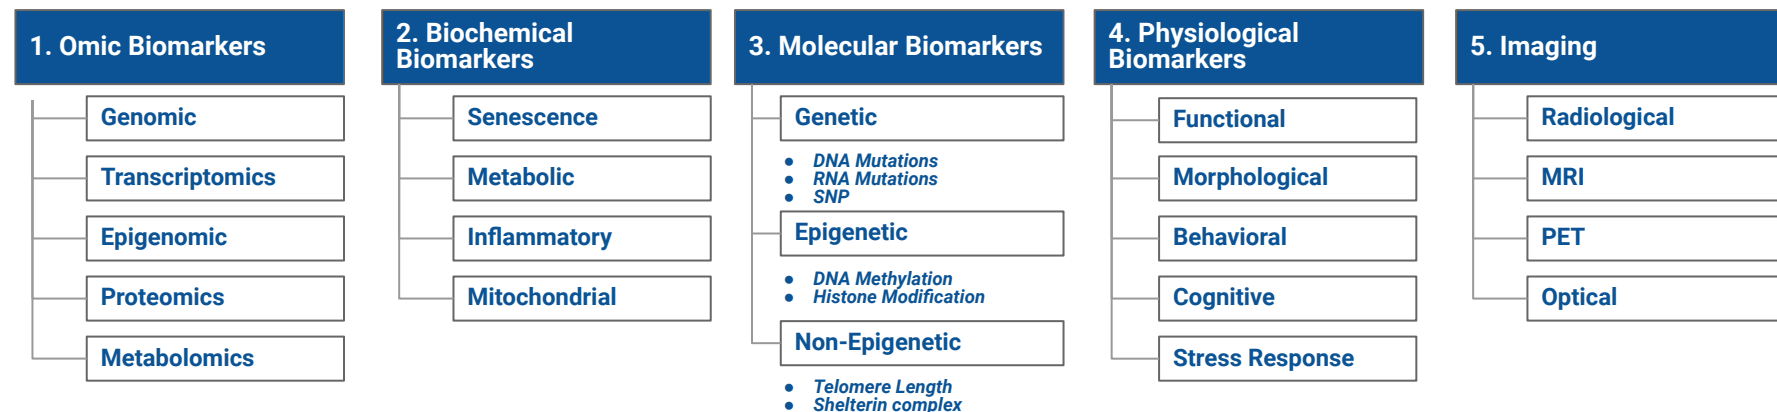 1. Omic Biomarkers
Genomic
Transcriptomics
Epigenomic
Proteomics
Metabolomics
2. Biochemical
Biomarkers
Senescence
Metabolic
Inflammatory
Mitochondrial
3. Molecular Biomarkers
Genetic
● DNA Mutations
● RNA Mutations
● SNP
Epigenetic
● DNA Methylation
● Histone Modification
Non-Epigenetic
● Telomere Length
● Shelterin complex
4. Physiological
Biomarkers
Functional
Morphological
Behavioral
Cognitive
Stress Response
5. Imaging
Radiological
MRI
PET
Optical